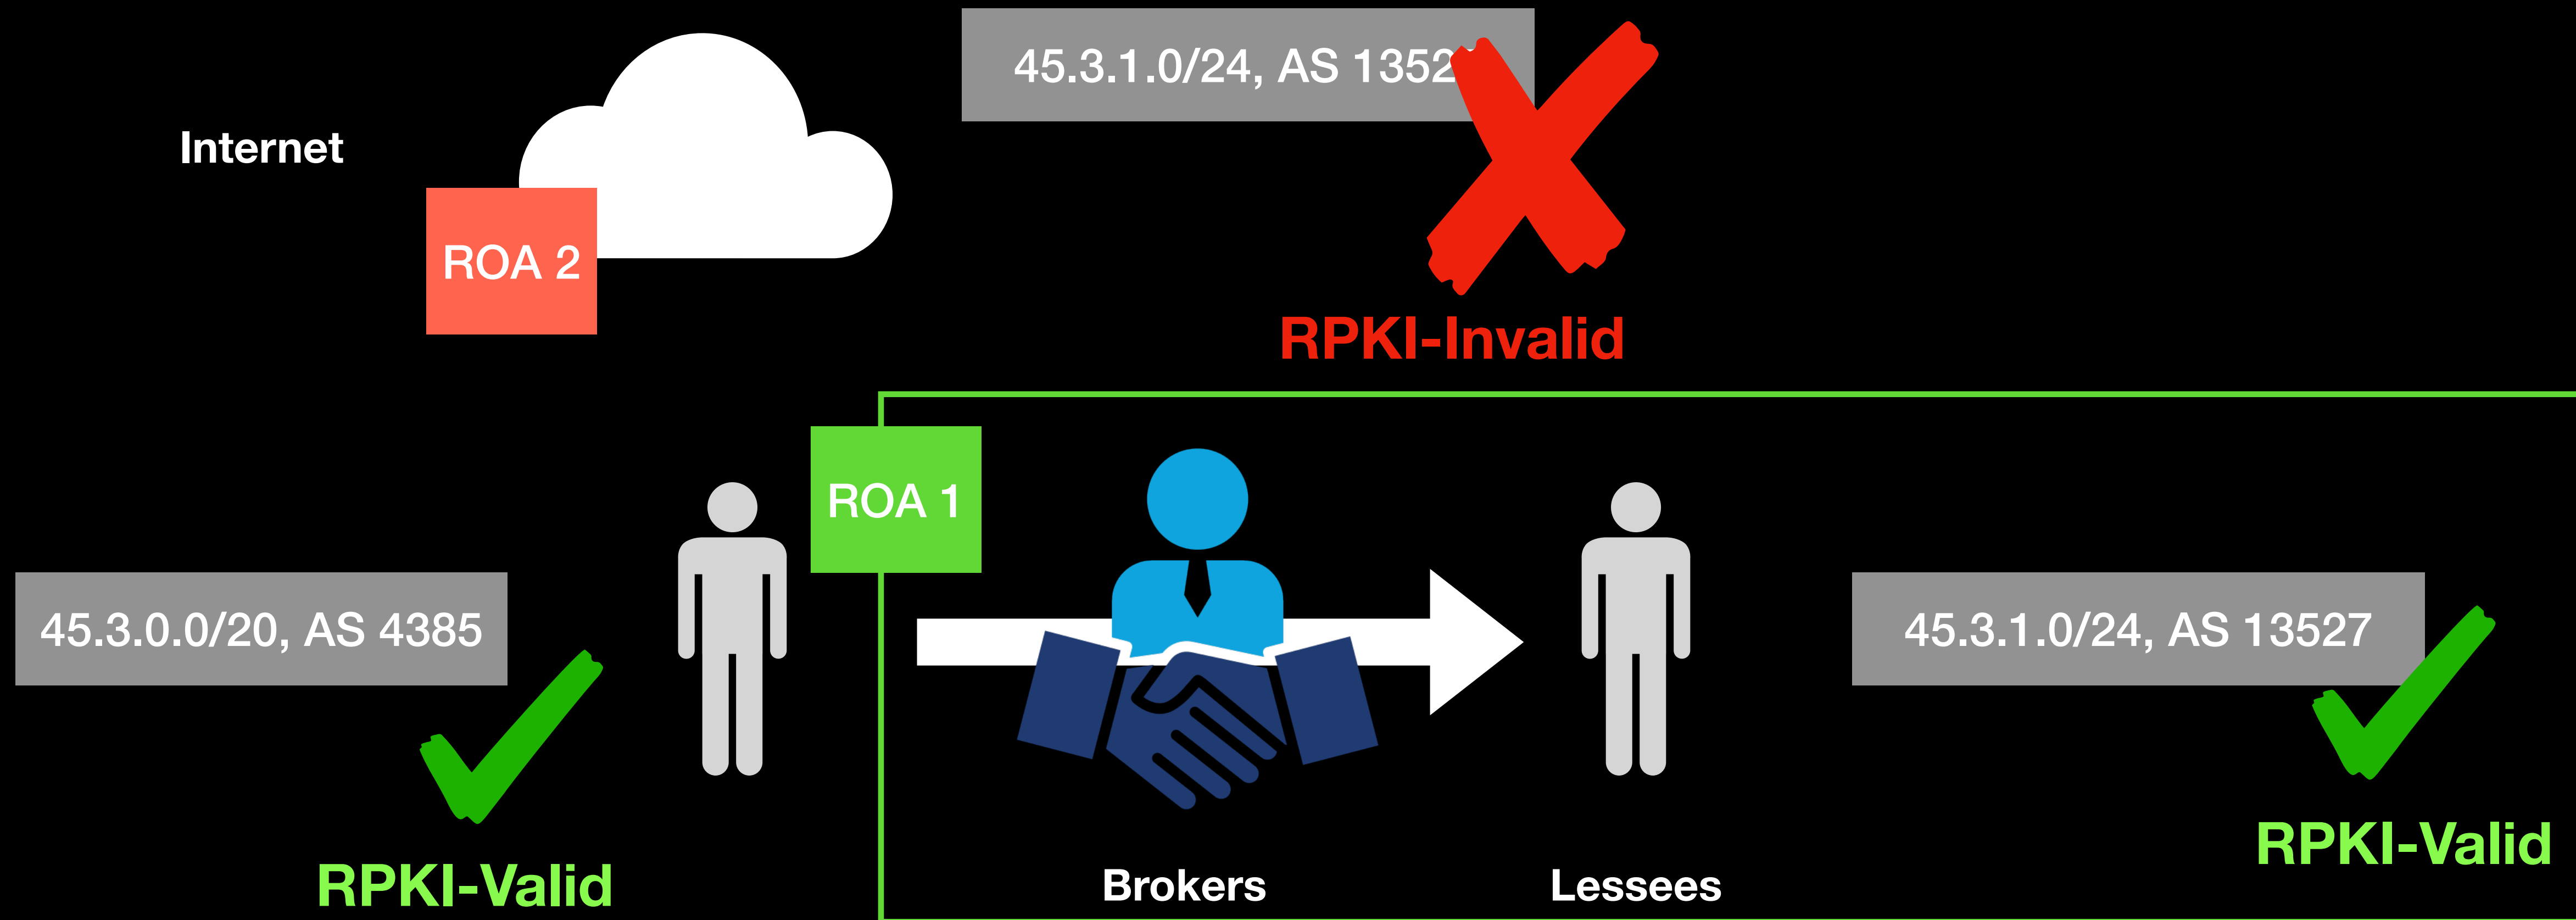 45.3.1.0/24, AS 1352
Internet
ROA 2
RPKI-Invalid
ROA 1
45.3.0.0/20, AS 4385
45.3.1.0/24, AS 13527
RPKI-Valid
RPKI-Valid
Brokers
Lessees